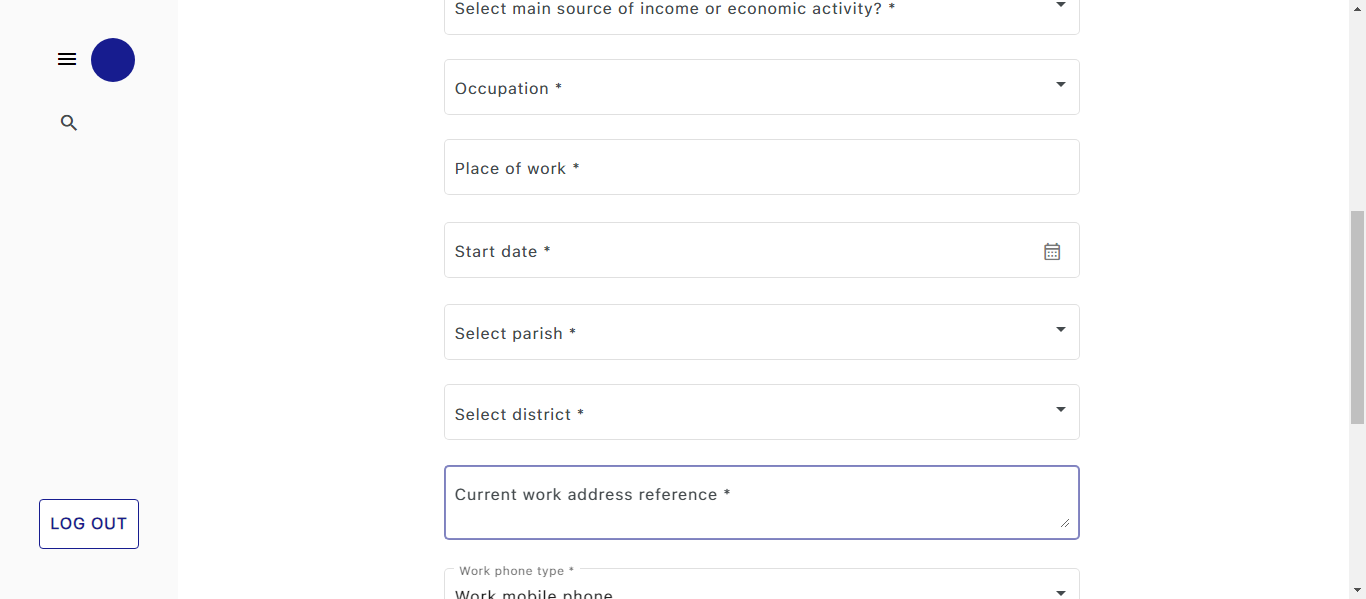 Select main source of income or economic activity? *
Occupation *
Place of work *
Start date *
Select parish *
Select district *
Current work address reference *
LOG OUT
Work phone type *
Work mobile phone